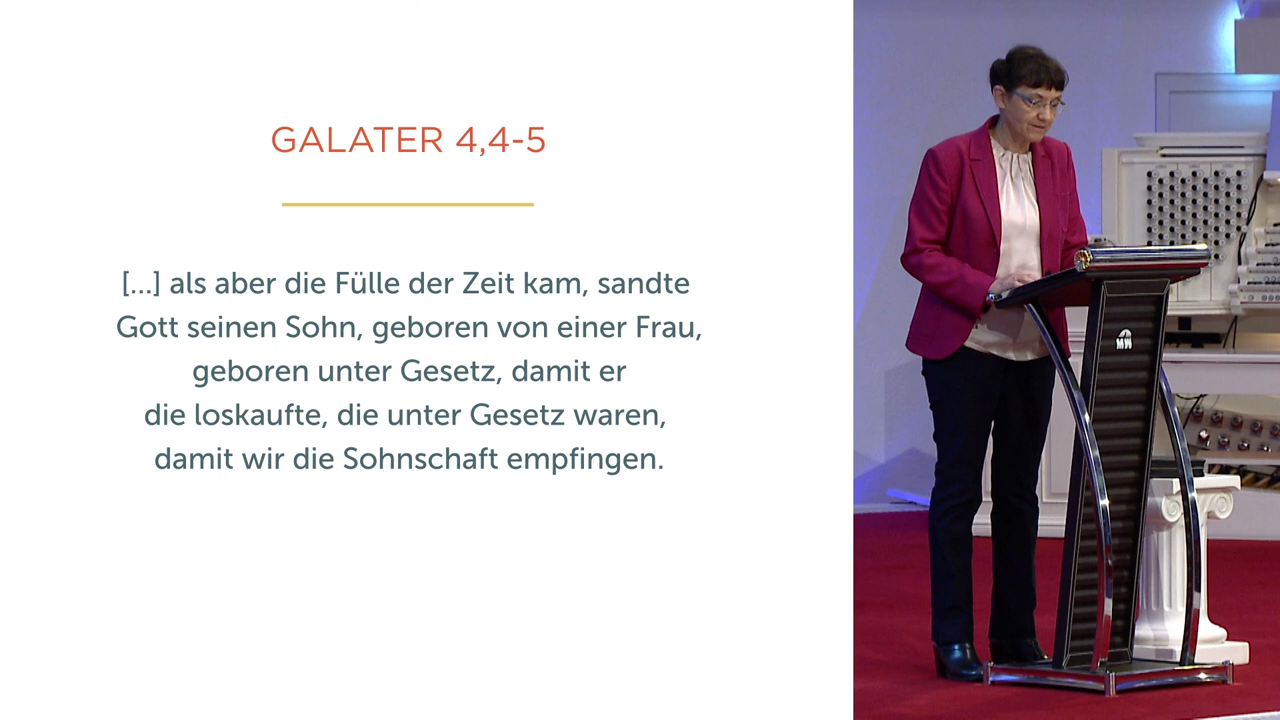 GALATER 4,4-5
[...] als aber die Fülle der Zeit kam, sandte
Gott seinen Sohn, geboren von einer Frau,
geboren unter Gesetz, damit er
die loskaufte, die unter Gesetz waren,
damit wir die Sohnschaft empfingen.
MW